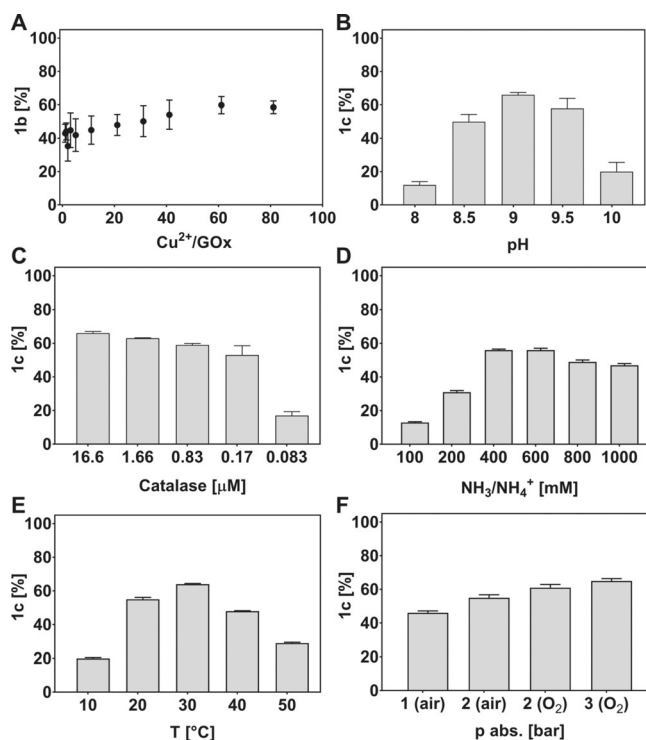 A
1b [%]
100
80
60
40
20
0
0 20 40 60 80 100
Cu²⁺/GOx
B
1c [%]
100
80
60
40
20
0
8 8.5 9 9.5 10
pH
C
1c [%]
100
80
60
40
20
0
16.6 1.66 0.83 0.17 0.083
Catalase [µM]
D
1c [%]
100
80
60
40
20
0
100 200 400 600 800 1000
NH₃/NH₄⁺ [mM]
E
1c [%]
100
80
60
40
20
0
10 20 30 40 50
T [°C]
F
1c [%]
100
80
60
40
20
0
1 (air) 2 (air) 2 (O₂) 3 (O₂)
p abs. [bar]